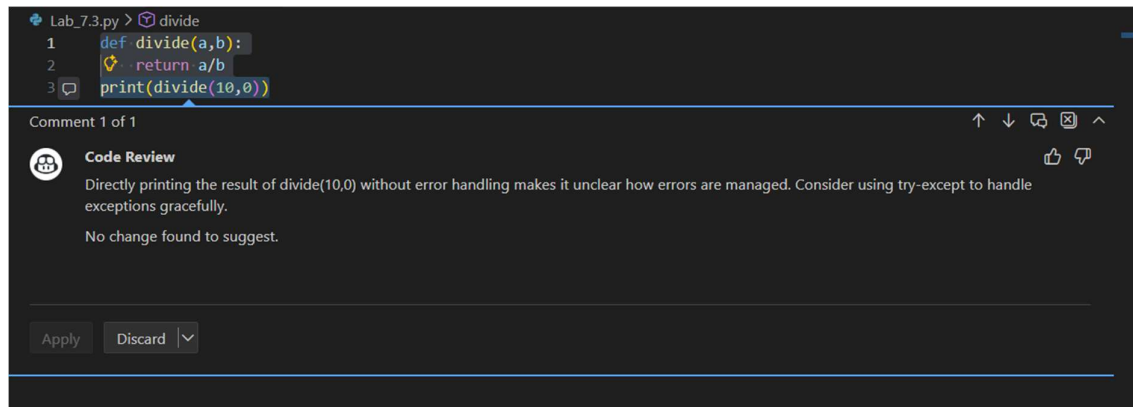 Lab_7.3.py > divide
1 def divide(a,b):
2 return a/b
3 print(divide(10,0))
Comment 1 of 1
Code Review
Directly printing the result of divide(10,0) without error handling makes it unclear how errors are managed. Consider using try-except to handle
exceptions gracefully.
No change found to suggest.
Apply Discard